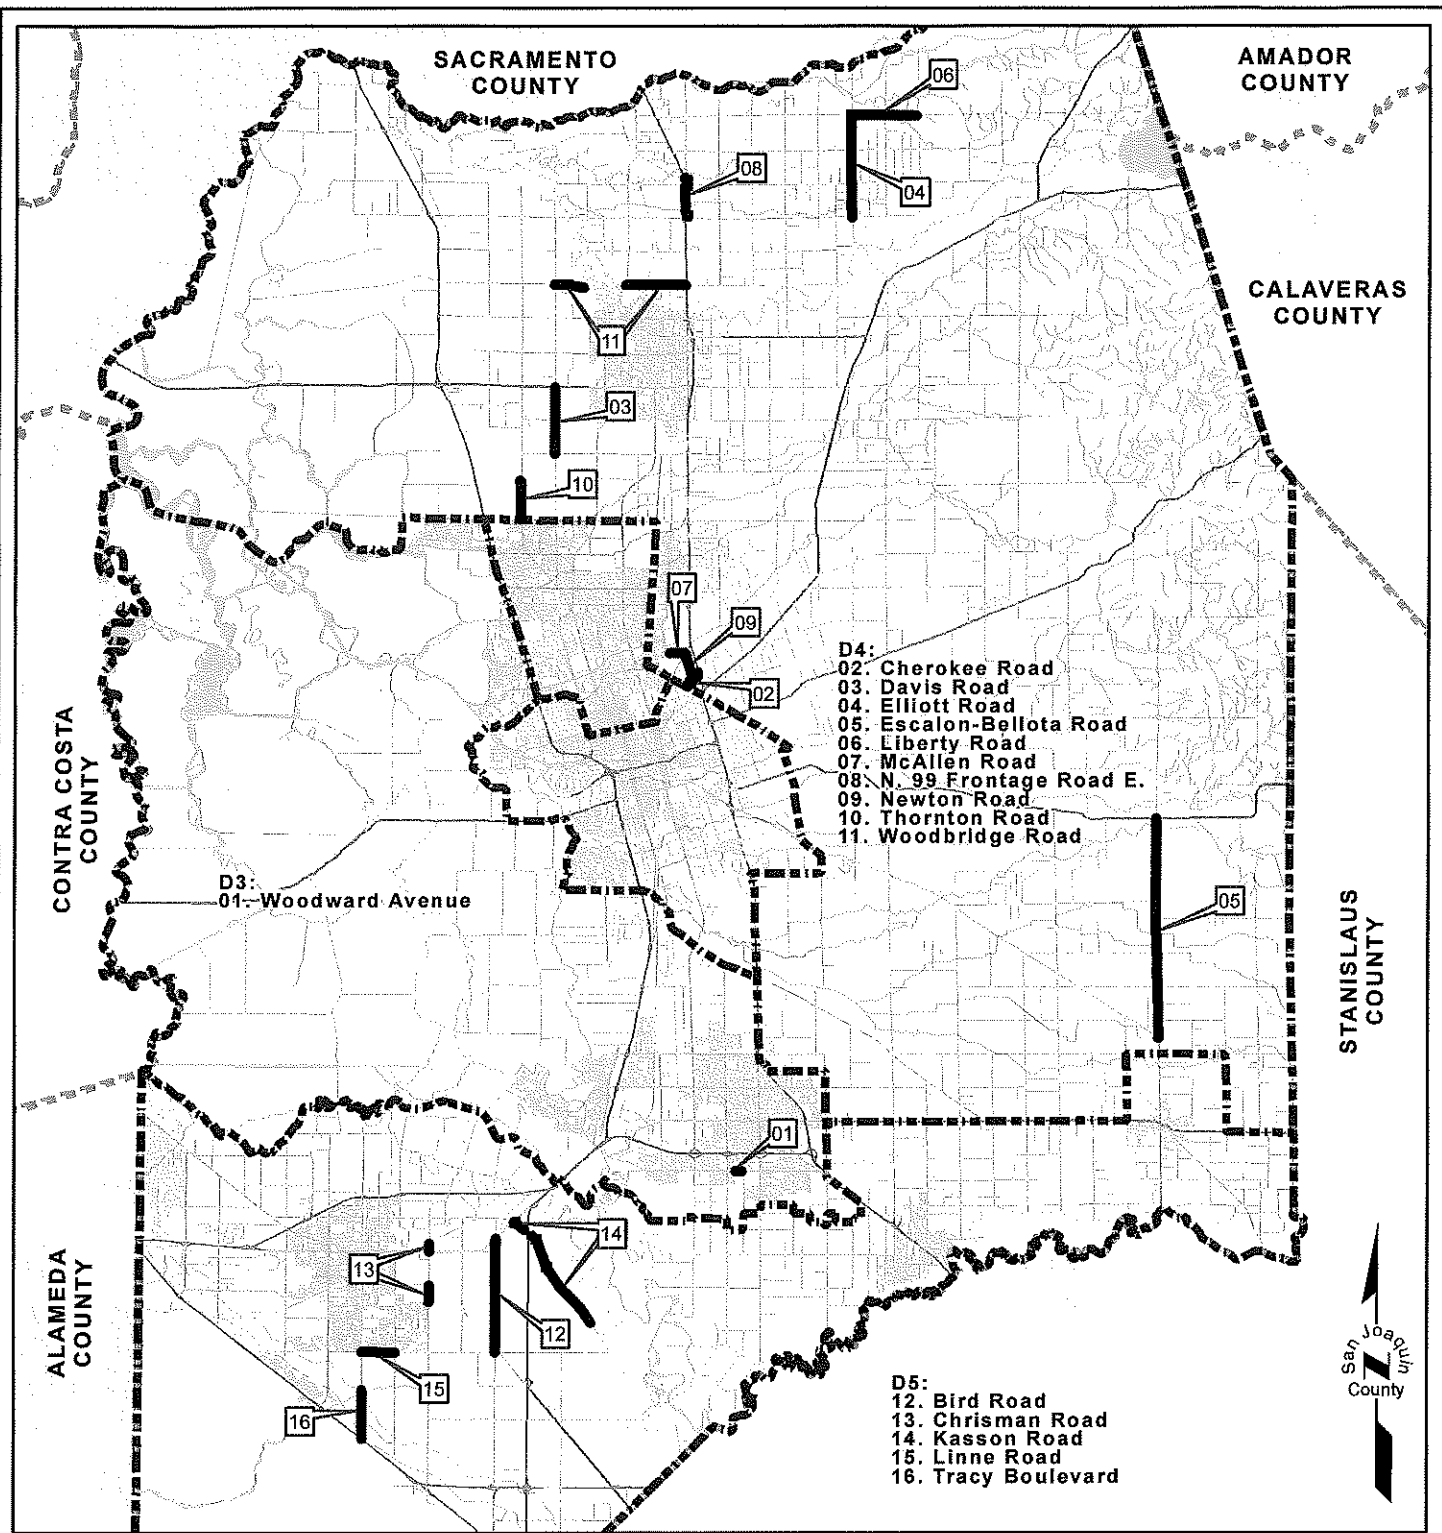 SACRAMENTO
COUNTY
AMADOR
COUNTY
06
08
04
CALAVERAS
COUNTY
11
03
10
07
09
02
D4:
02. Cherokee Road
03. Davis Road
04. Elliott Road
05. Escalon-Bellota Road
06. Liberty Road
07. McAllen Road
08. N. 99 Frontage Road E.
09. Newton Road
10. Thornton Road
11. Woodbridge Road
CONTRA COSTA
COUNTY
D3:
01. Woodward Avenue
05
STANISLAUS
COUNTY
01
14
13
12
ALAMEDA
COUNTY
15
16
D5:
12. Bird Road
13. Chrisman Road
14. Kasson Road
15. Linne Road
16. Tracy Boulevard
San Joaquin
County